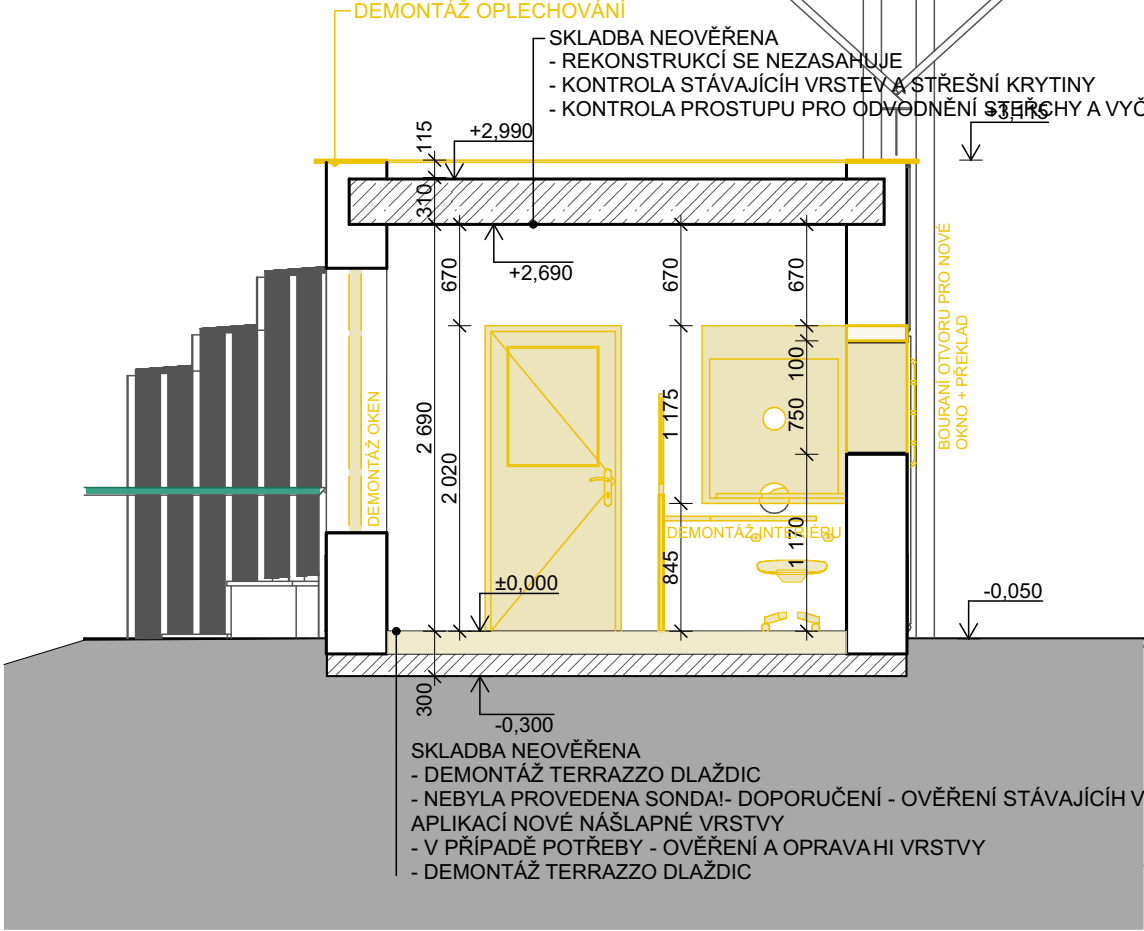 DEMONTÁŽ OPLECHOVÁNÍ
SKLADBA NEOVĚŘENA
- REKONSTRUKCÍ SE NEZASAHUJE
- KONTROLA STÁVAJÍCÍH VRSTEV A STŘEŠNÍ KRYTINY
- KONTROLA PROSTUPU PRO ODVODNĚNÍ STŘECHY A VYČ
+3,115
115
+2,990
310
+2,690
670
670
670
BOURANÍ OTVORU PRO NOVÉ
OKNO + PŘEKLAD
DEMONTÁŽ OKEN
2 690
2 020
1 175
100
750
DEMONTÁŽ INTERIÉRU
845
1 170
±0,000
-0,050
300
-0,300
SKLADBA NEOVĚŘENA
- DEMONTÁŽ TERRAZZO DLAŽDIC
- NEBYLA PROVEDENA SONDA!- DOPORUČENÍ - OVĚŘENÍ STÁVAJÍCÍH V
APLIKACÍ NOVÉ NÁŠLAPNÉ VRSTVY
- V PŘÍPADĚ POTŘEBY - OVĚŘENÍ A OPRAVA HI VRSTVY
- DEMONTÁŽ TERRAZZO DLAŽDIC